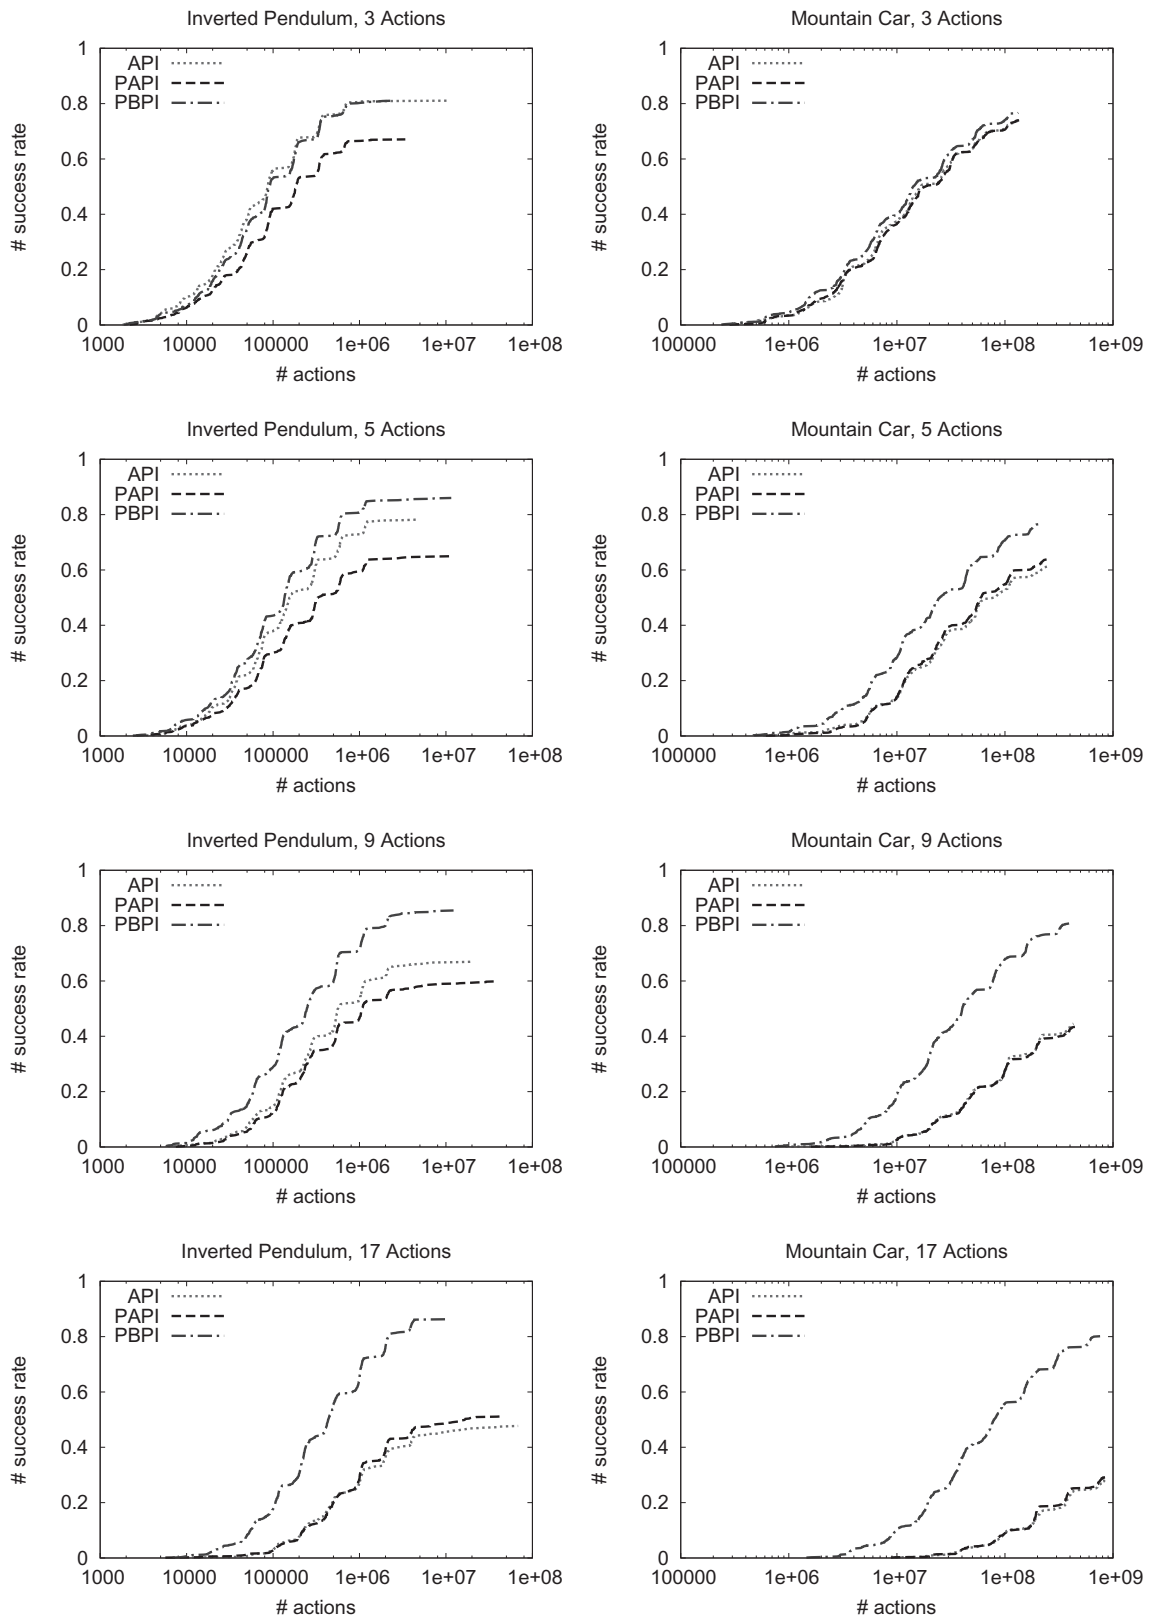 Inverted Pendulum, 3 Actions
1
API
PAPI
PBPI
0.8
0.6
0.4
0.2
0
# success rate
1000 10000 100000 1e+06 1e+07 1e+08
# actions
Mountain Car, 3 Actions
1
API
PAPI
PBPI
0.8
0.6
0.4
0.2
0
# success rate
100000 1e+06 1e+07 1e+08 1e+09
# actions
Inverted Pendulum, 5 Actions
1
API
PAPI
PBPI
0.8
0.6
0.4
0.2
0
# success rate
1000 10000 100000 1e+06 1e+07 1e+08
# actions
Mountain Car, 5 Actions
1
API
PAPI
PBPI
0.8
0.6
0.4
0.2
0
# success rate
100000 1e+06 1e+07 1e+08 1e+09
# actions
Inverted Pendulum, 9 Actions
1
API
PAPI
PBPI
0.8
0.6
0.4
0.2
0
# success rate
1000 10000 100000 1e+06 1e+07 1e+08
# actions
Mountain Car, 9 Actions
1
API
PAPI
PBPI
0.8
0.6
0.4
0.2
0
# success rate
100000 1e+06 1e+07 1e+08 1e+09
# actions
Inverted Pendulum, 17 Actions
1
API
PAPI
PBPI
0.8
0.6
0.4
0.2
0
# success rate
1000 10000 100000 1e+06 1e+07 1e+08
# actions
Mountain Car, 17 Actions
1
API
PAPI
PBPI
0.8
0.6
0.4
0.2
0
# success rate
100000 1e+06 1e+07 1e+08 1e+09
# actions